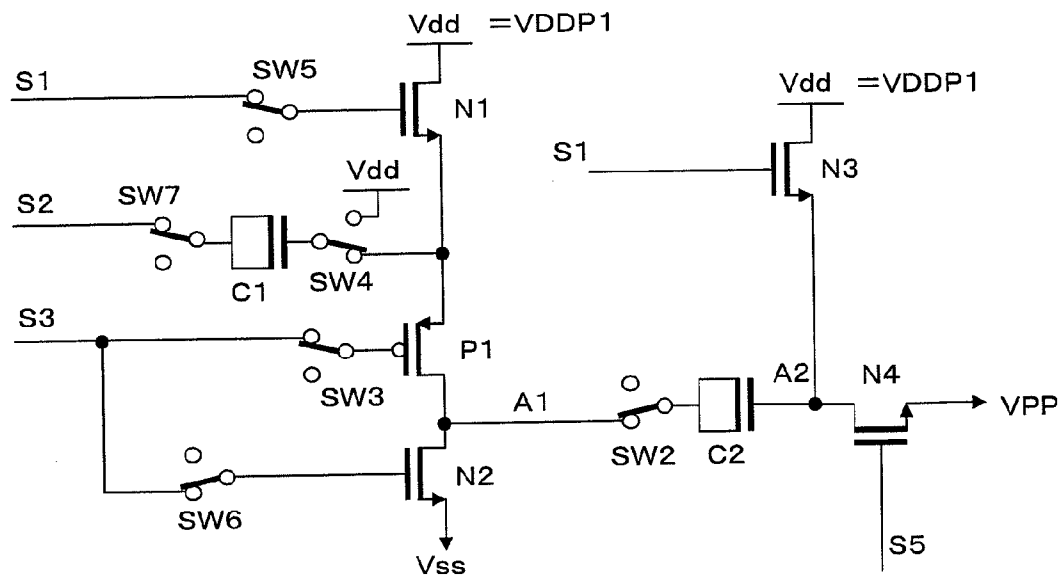 Vdd =VDDP1
S1
SW5
N1
Vdd =VDDP1
S1
N3
Vdd
S2
SW7
C1
SW4
S3
SW3
P1
A1
A2
N4
VPP
SW2
C2
N2
SW6
Vss
S5